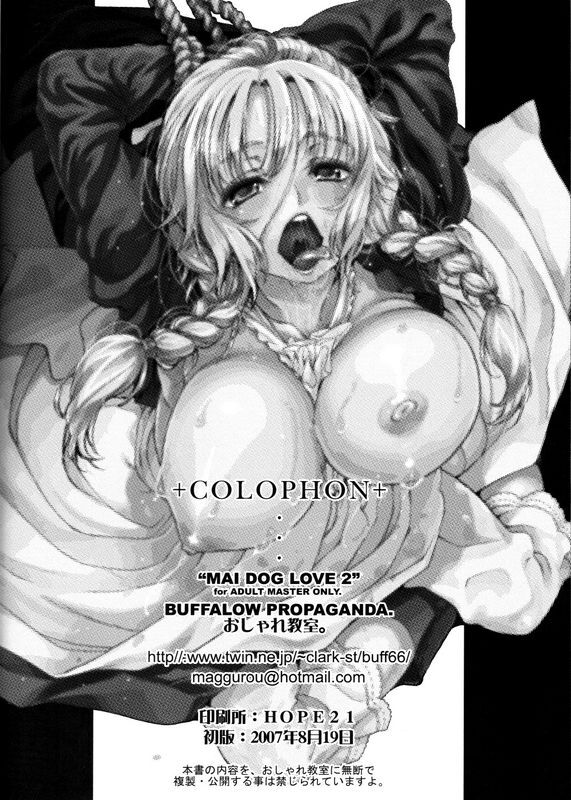 +COLOPHON+
"MAI DOG LOVE 2"
for ADULT MASTER ONLY.
BUFFALOW PROPAGANDA.
おしゃれ教室。
http//:www.twin.ne.jp/~clark-st/buff66/
maggurou@hotmail.com
印刷所：HOPE21
初版：2007年8月19日
本書の内容を、おしゃれ教室に無断で
複製・公開する事は禁じられていますよ。